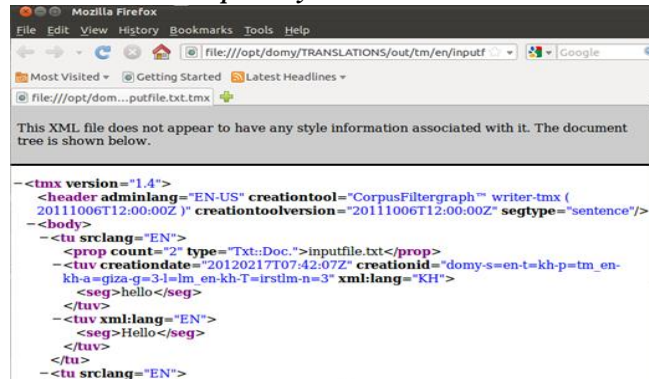 Mozilla Firefox
File Edit View History Bookmarks Tools Help
file:///opt/domy/TRANSLATIONS/out/tm/en/inputf Google
Most Visited Getting Started Latest Headlines
file:///opt/dom...putfile.txt.tmx
This XML file does not appear to have any style information associated with it. The document
tree is shown below.
−<tmx version="1.4">
<header adminlang="EN-US" creationtool="CorpusFiltergraph™ writer-tmx (
20111006T12:00:00Z )" creationtoolversion="20111006T12:00:00Z" segtype="sentence"/>
−<body>
−<tu srclang="EN">
<prop count="2" type="Txt::Doc.">inputfile.txt</prop>
−<tuv creationdate="20120217T07:42:07Z" creationid="domy-s=en-t=kh-p=tm_en-
kh-a=giza-g=3-l=lm_en-kh-T=irstlm-n=3" xml:lang="KH">
<seg>hello</seg>
</tuv>
−<tuv xml:lang="EN">
<seg>Hello</seg>
</tuv>
</tu>
−<tu srclang="EN">